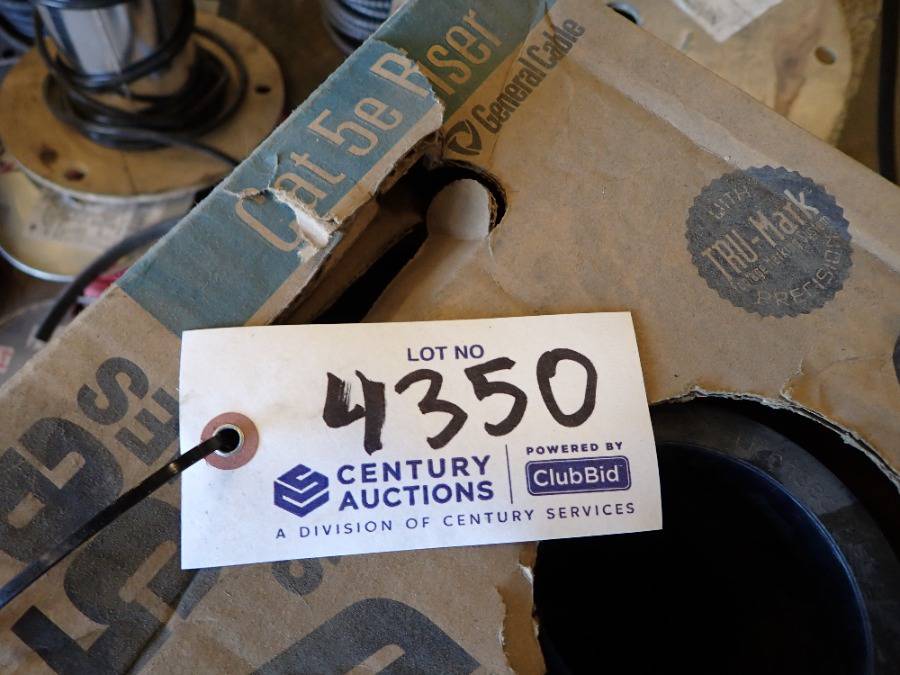 Cat 5e Riser
General Cable
TRU-Mark
PRECISION
LOT NO
4350
CENTURY
AUCTIONS
POWERED BY
ClubBid
A DIVISION OF CENTURY SERVICES